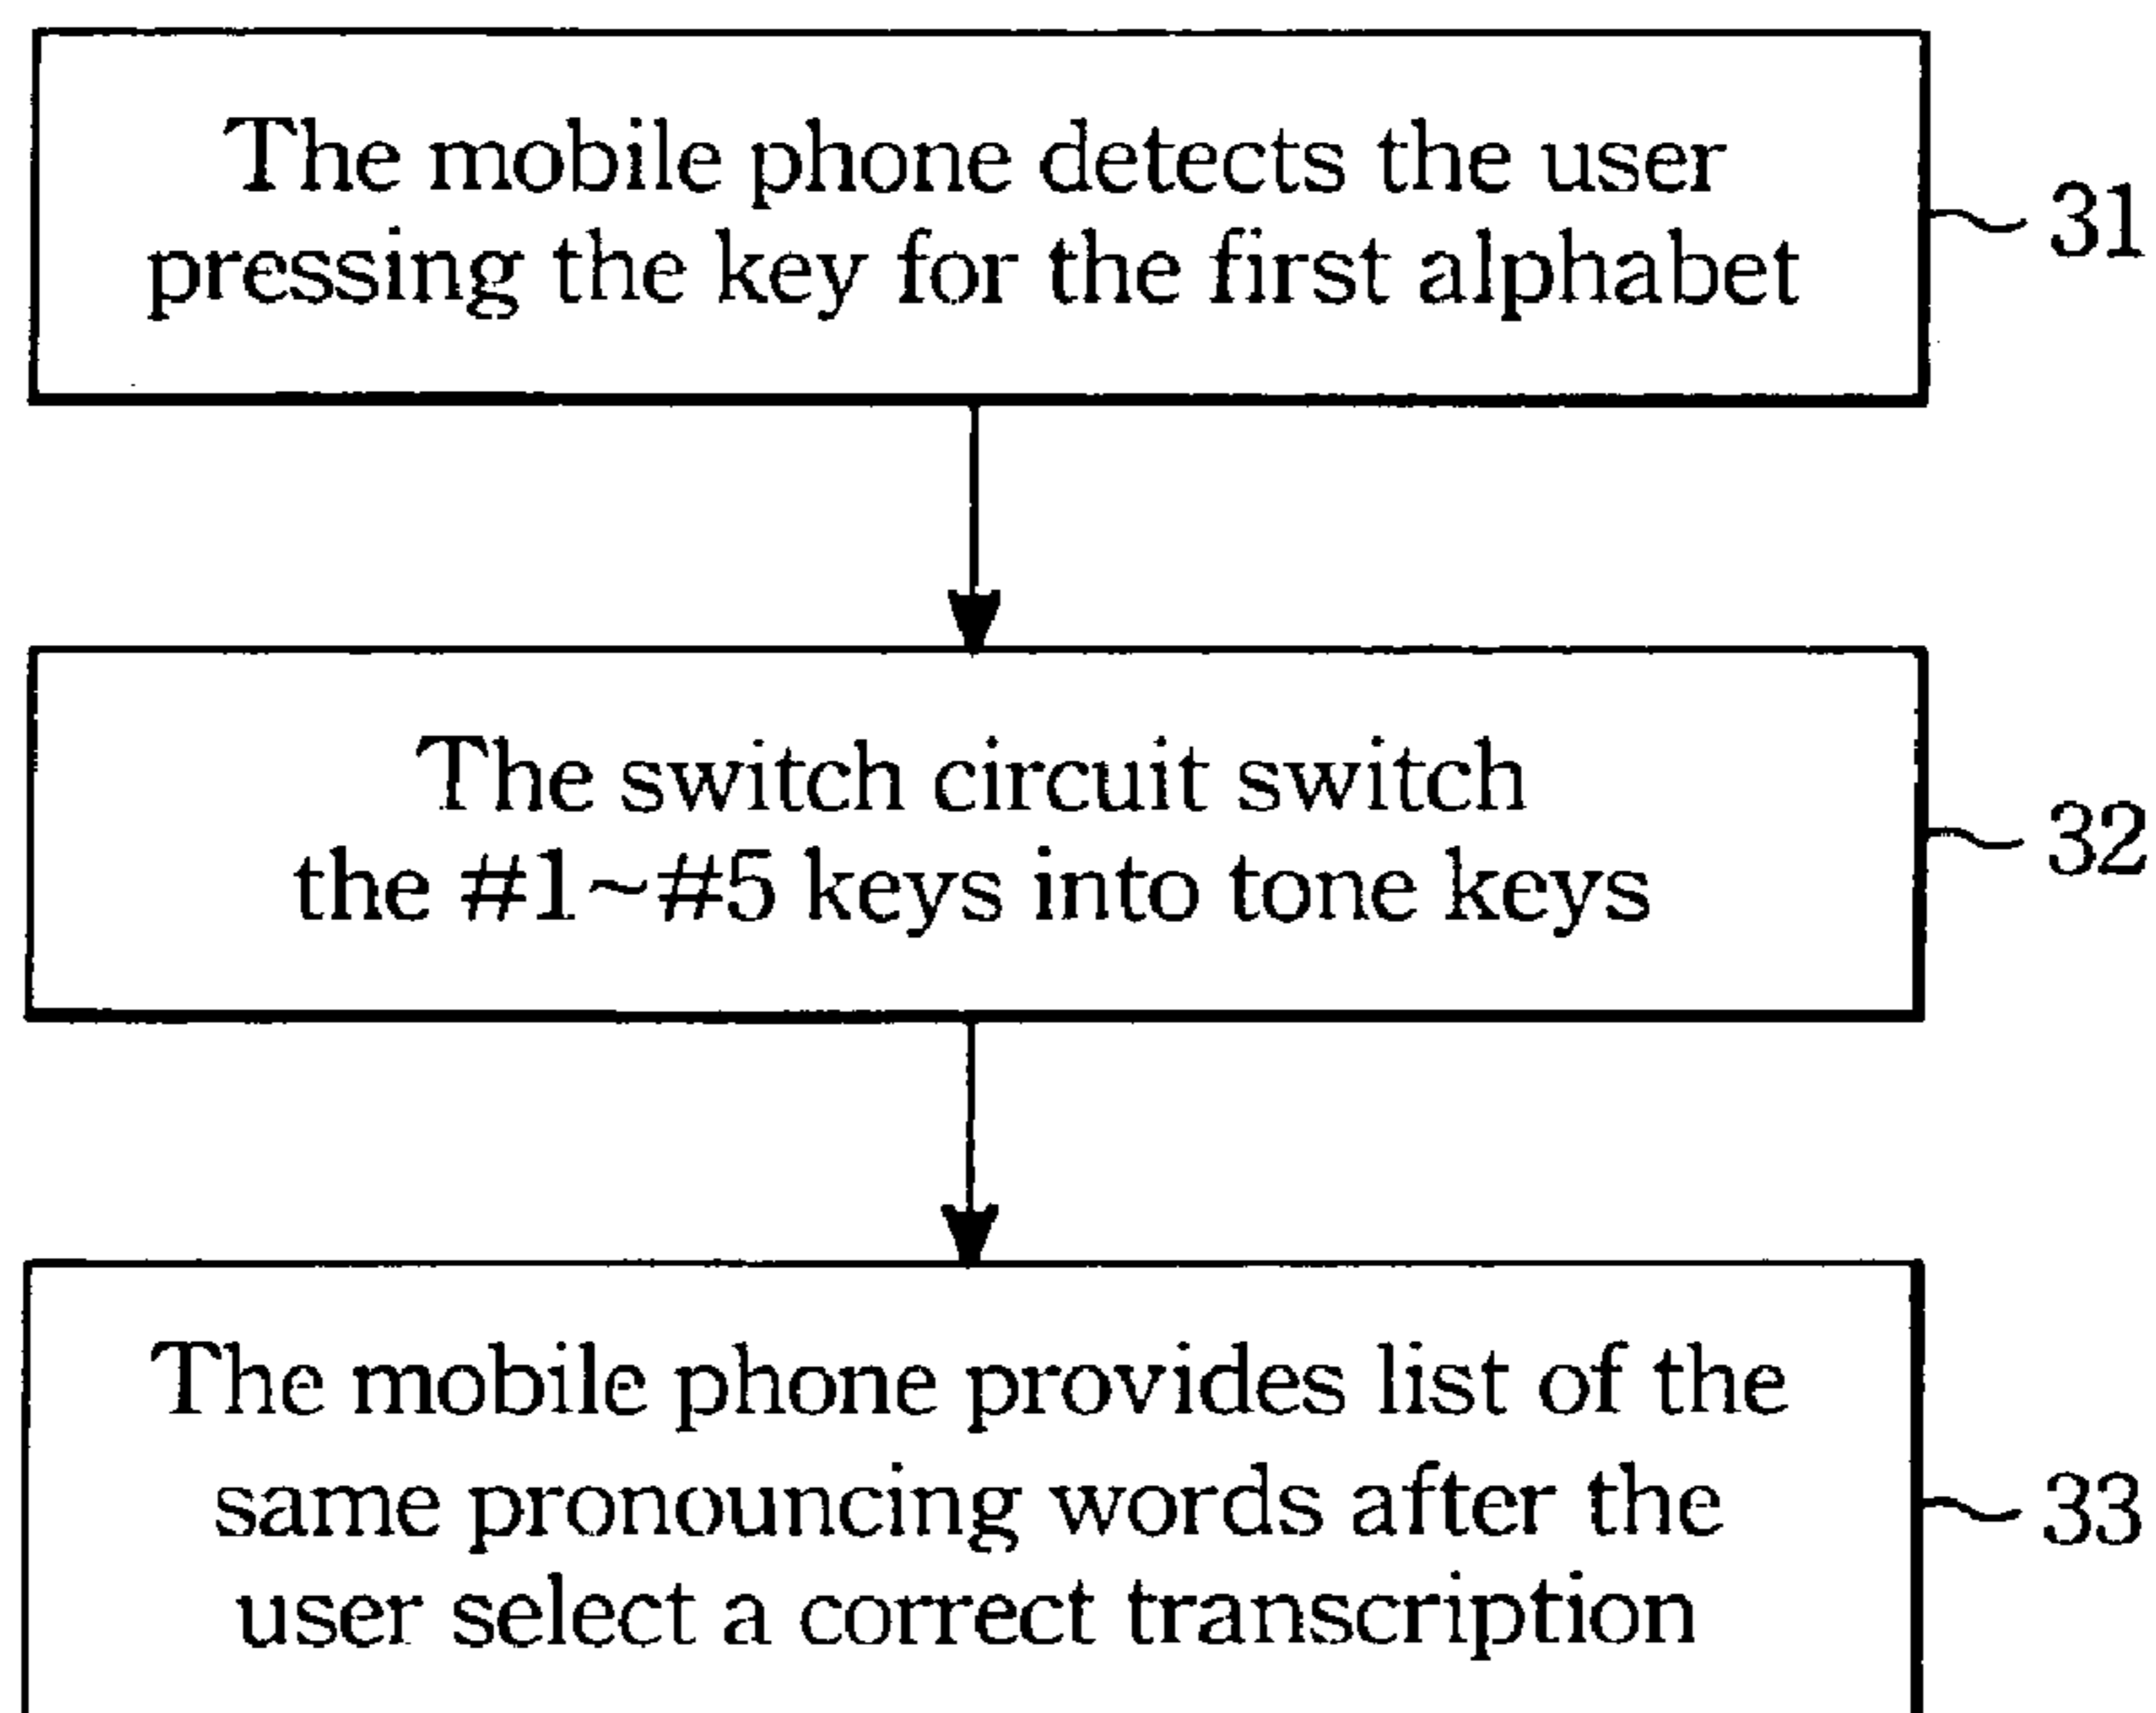 The mobile phone detects the user
pressing the key for the first alphabet
31
The switch circuit switch
the #1~#5 keys into tone keys
32
The mobile phone provides list of the
same pronouncing words after the
user select a correct transcription
33